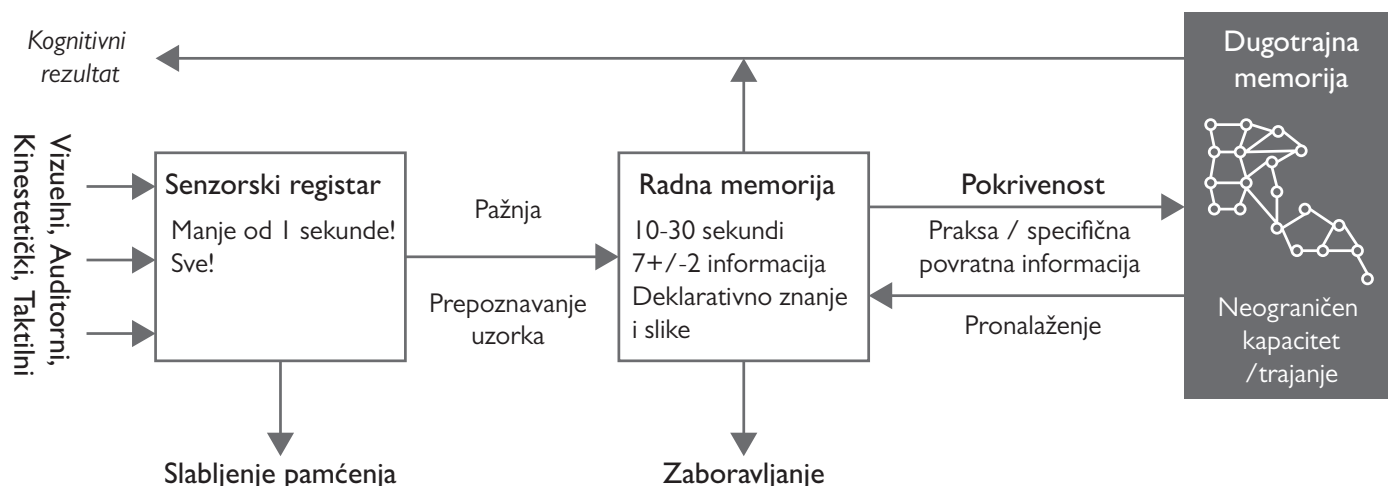 Kognitivni
rezultat
Vizuelni, Auditorni,
Kinestetički, Taktilni
Senzorski registar
Manje od 1 sekunde!
Sve!
Slabljenje pamćenja
Pažnja
Prepoznavanje
uzorka
Radna memorija
10-30 sekundi
7+/-2 informacija
Deklarativno znanje
i slike
Zaboravljanje
Pokrivenost
Praksa / specifična
povratna informacija
Pronalaženje
Dugotrajna
memorija
Neograničen
kapacitet
/trajanje